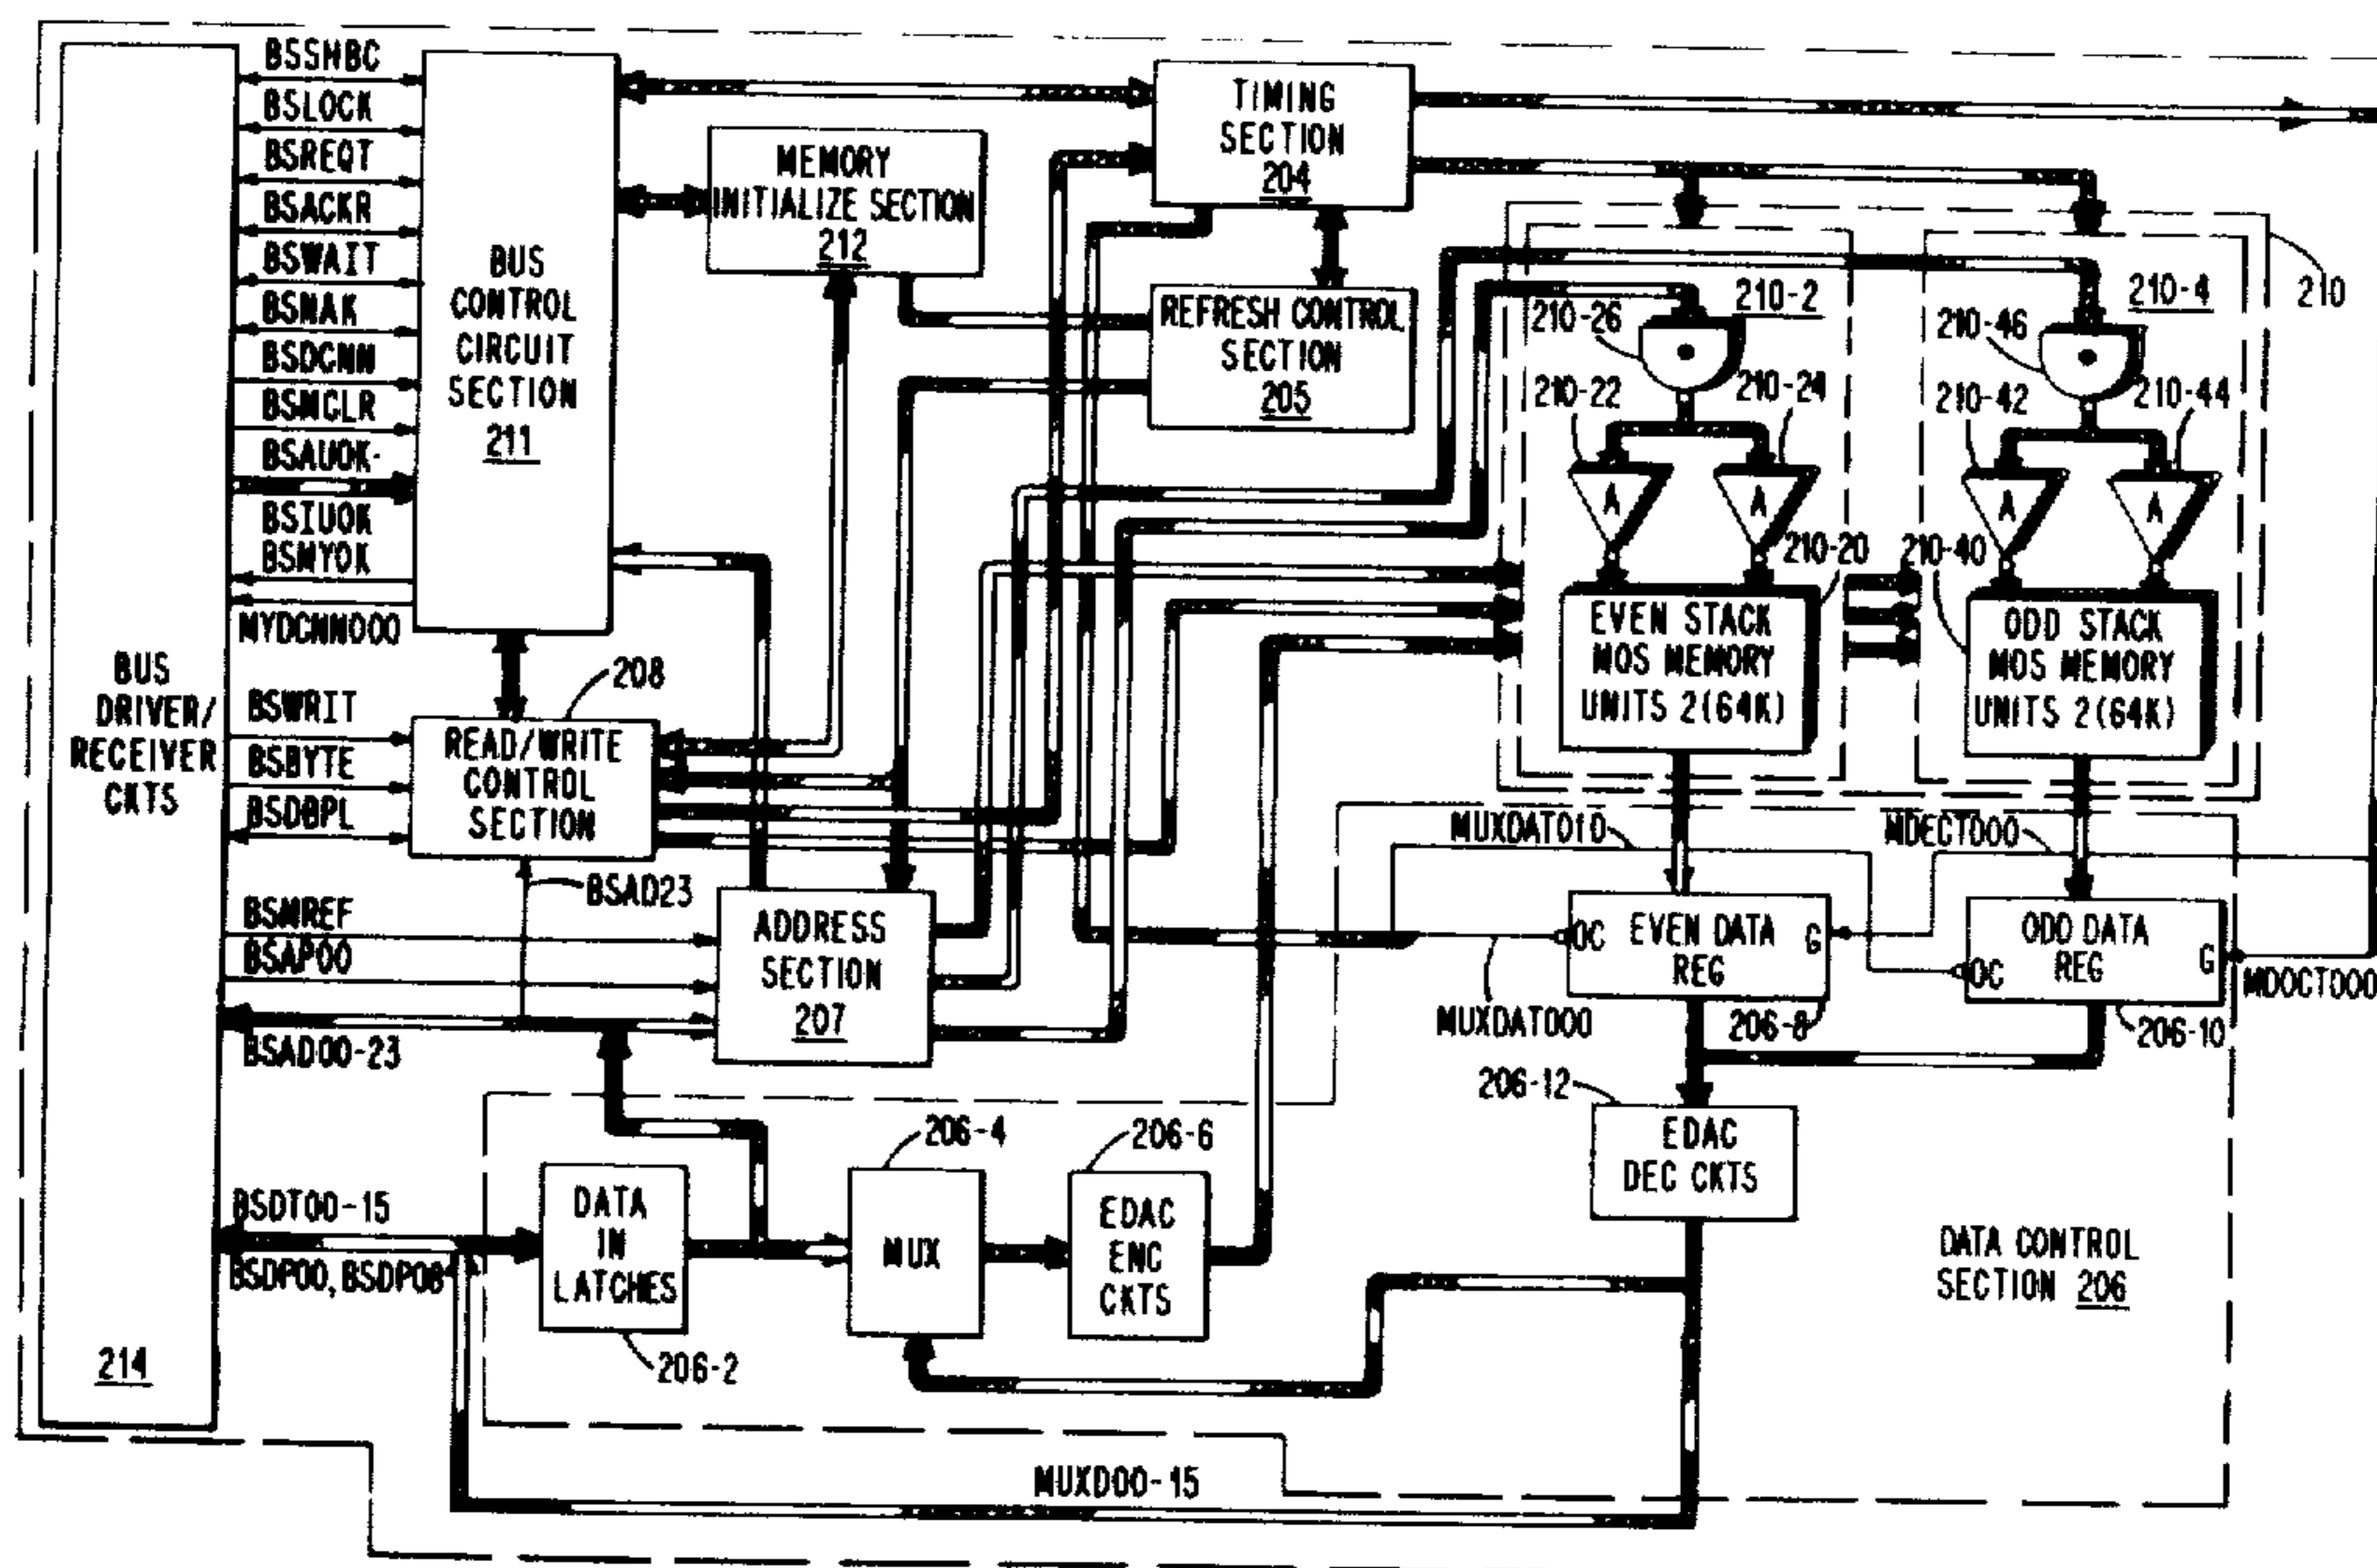 BSSHBC
BSLOCK
BSREQT
BSACKR
BSWAIT
BSNAK
BSDCNN
BSMCLR
BSAUOK-
BSIUOK
BSMYOK
MYDCNN000
BSWRIT
BSBYTE
BSDBPL
BSAD23
BSMREF
BSAP00
BSAD00-23
BSDT00-15
BSDP00, BSDP08
BUS
DRIVER/
RECEIVER
CKTS
214
BUS
CONTROL
CIRCUIT
SECTION
211
MEMORY
INITIALIZE SECTION
212
TIMING
SECTION
204
REFRESH CONTROL
SECTION
205
208
READ/WRITE
CONTROL
SECTION
ADDRESS
SECTION
207
210
210-2
210-26
210-22
210-24
210-20
EVEN STACK
MOS MEMORY
UNITS 2(64K)
210-4
210-46
210-42
210-44
210-40
A
A
A
A
ODD STACK
MOS MEMORY
UNITS 2(64K)
MUXDAT010
MDECT000
OC
EVEN DATA
REG
G
MUXDAT000
206-8
OC
ODD DATA
REG
G
MDOCT000
206-10
206-12
EDAC
DEC CKTS
206-4
206-6
DATA
IN
LATCHES
206-2
MUX
EDAC
ENC
CKTS
DATA CONTROL
SECTION 206
MUXD00-15